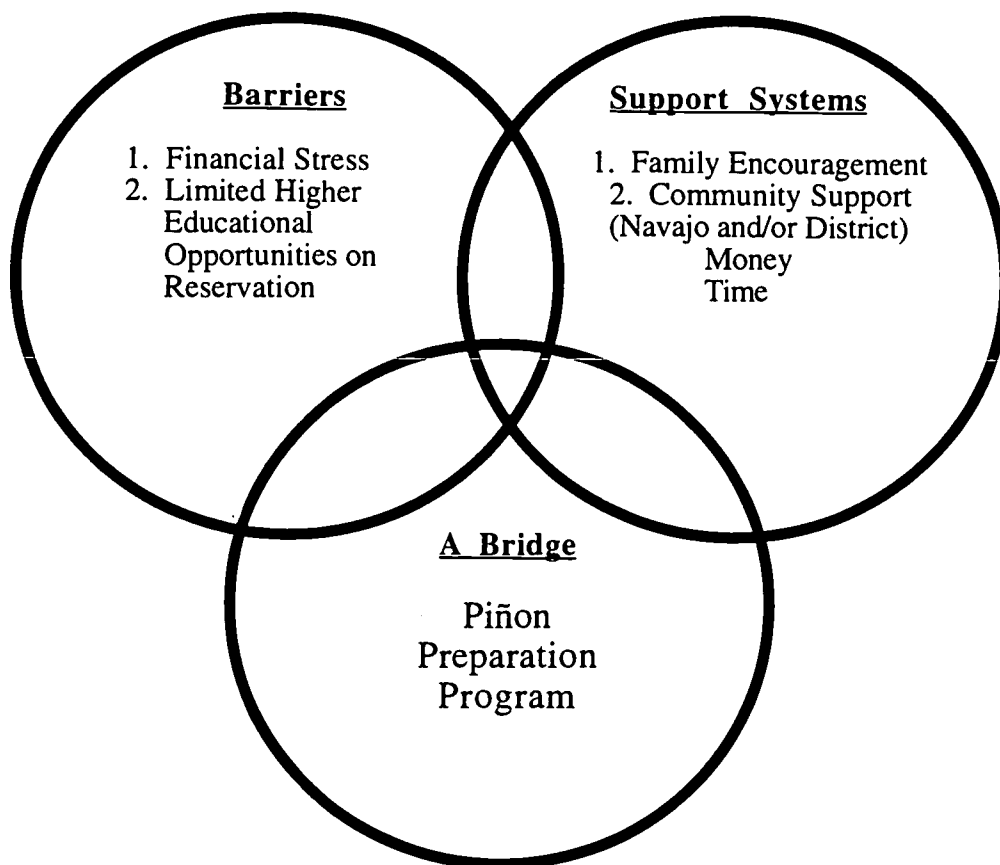 Barriers
1. Financial Stress
2. Limited Higher
Educational
Opportunities on
Reservation
Support Systems
1. Family Encouragement
2. Community Support
(Navajo and/or District)
Money
Time
A Bridge
Piñon
Preparation
Program